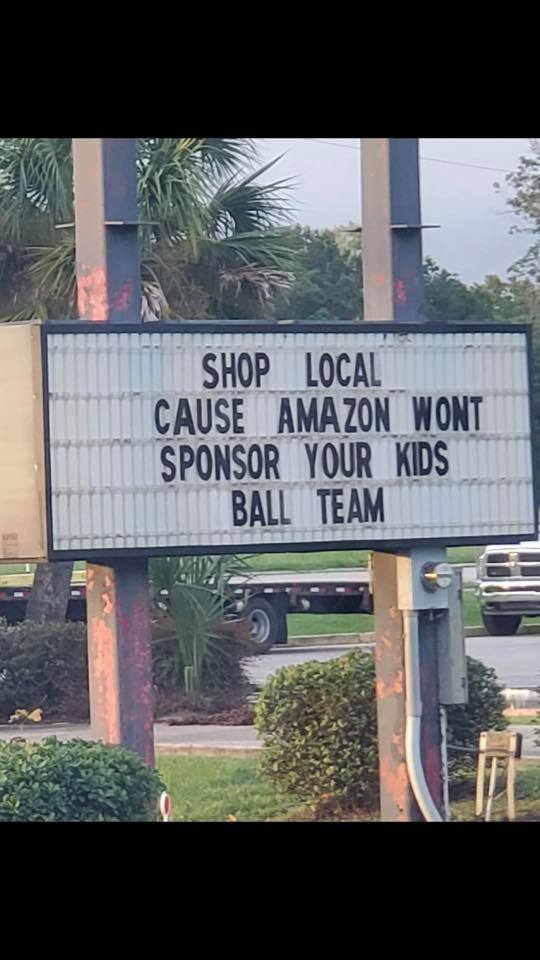 SHOP LOCAL
CAUSE AMAZON WONT
SPONSOR YOUR KIDS
BALL TEAM